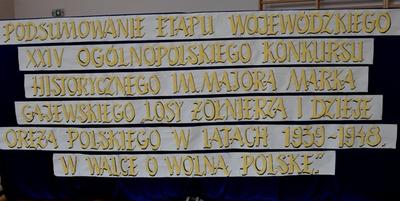 PODSUMOWANIE ETAPU WOJEWÓDZKIEGO
XXIV OGÓLNOPOLSKIEGO KONKURSU
HISTORYCZNEGO IM. MAJORA MARKA
GAJEWSKIEGO „LOSY ŻOŁNIERZA I DZIEJE
ORĘŻA POLSKIEGO W LATACH 1939-1948.
W WALCE O WOLNĄ POLSKĘ."